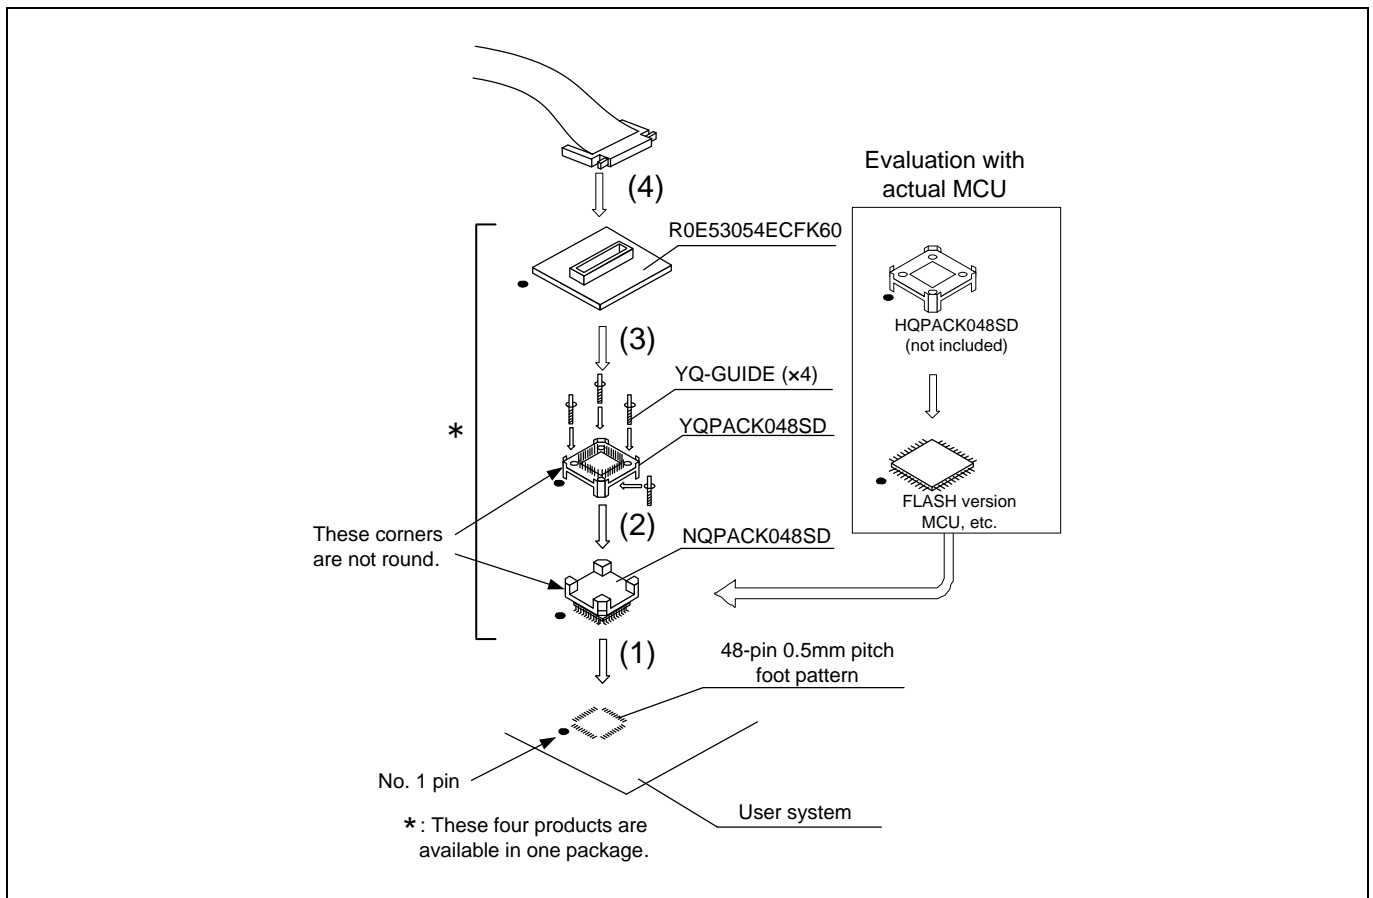 (4)
Evaluation with
actual MCU
R0E53054ECFK60
HQPACK048SD
(not included)
(3)
YQ-GUIDE (×4)
YQPACK048SD
*
FLASH version
MCU, etc.
These corners
are not round.
(2)
NQPACK048SD
(1)
48-pin 0.5mm pitch
foot pattern
No. 1 pin
User system
* : These four products are
available in one package.